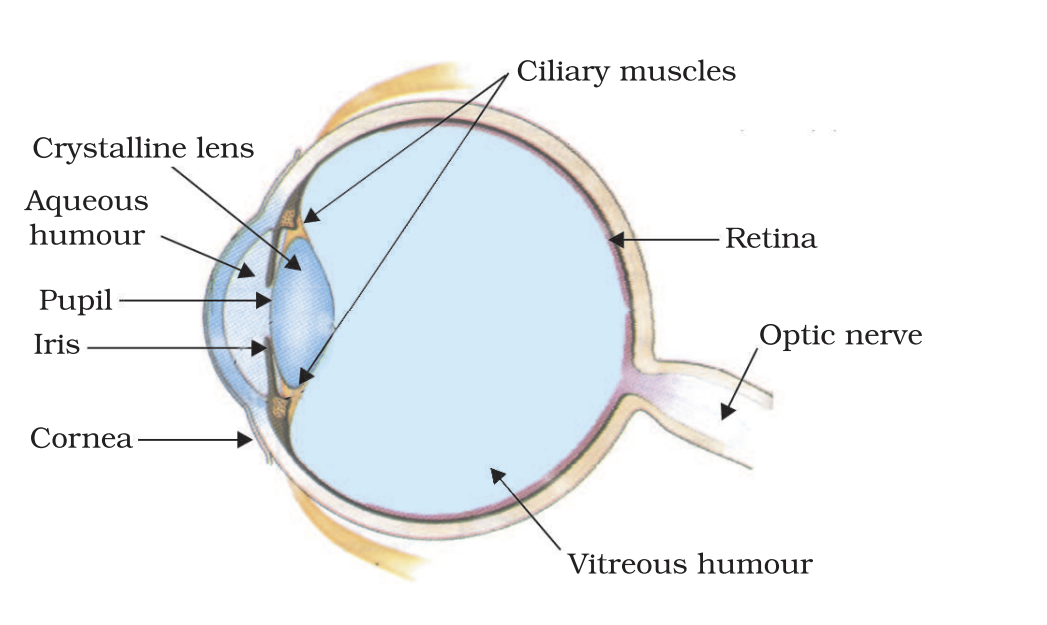 Ciliary muscles
Crystalline lens
Aqueous
humour
Pupil
Iris
Cornea
Retina
Optic nerve
Vitreous humour